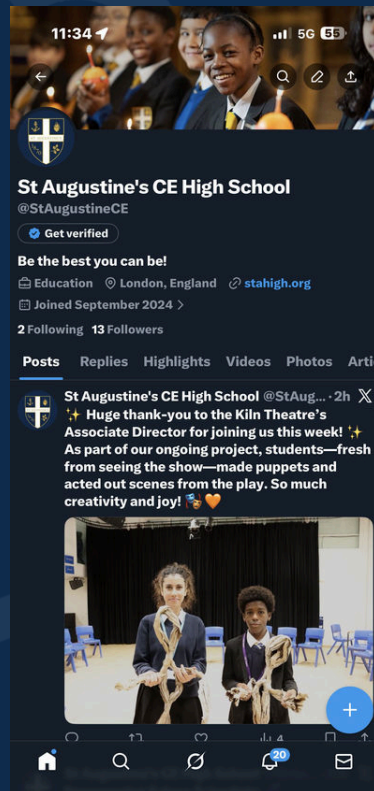 11:34
5G 55
St Augustine's CE High School
@StAugustineCE
Get verified
Be the best you can be!
Education London, England stahigh.org
Joined September 2024
2 Following 13 Followers
Posts Replies Highlights Videos Photos Arti
St Augustine's CE High School @StAug... · 2h
✨ Huge thank-you to the Kiln Theatre's
Associate Director for joining us this week! ✨
As part of our ongoing project, students—fresh
from seeing the show—made puppets and
acted out scenes from the play. So much
creativity and joy! 🎭🧡
4
20